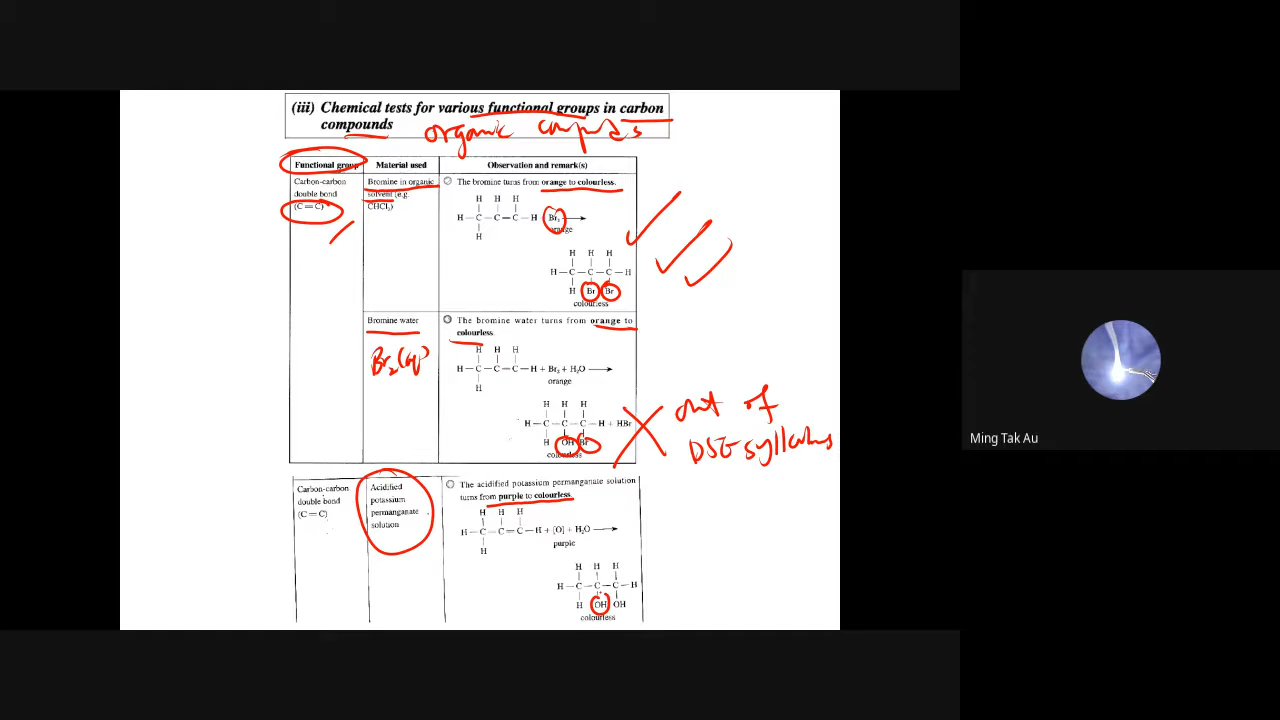 (iii) Chemical tests for various functional groups in carbon
compounds
organic
Functional group Material used Observation and remark(s)
Carbon-carbon
double bond
(C=C)
Bromine in organic
solvent (e.g.
The bromine turns from orange to colourless.
H H H
H—C—C—C—H Br₂ ⟶
H
orange
H H H
H—C—C—C—H
H Br Br
colourless
Bromine water
Br₂(aq)
The bromine water turns from orange to
colourless
H H H
H—C—C=C—H + Br₂ + H₂O ⟶
H
orange
H H H
H—C—C—C—H + HBr
H OH Br
colourless
out of
DSE syllabus
Carbon-carbon
double bond
(C=C)
Acidified
potassium
permanganate
solution
The acidified potassium permanganate solution
turns from purple to colourless.
H H H
H—C—C=C—H + [O] + H₂O ⟶
H
purple
H H H
H—C—C—C—H
H OH OH
colourless
Ming Tak Au